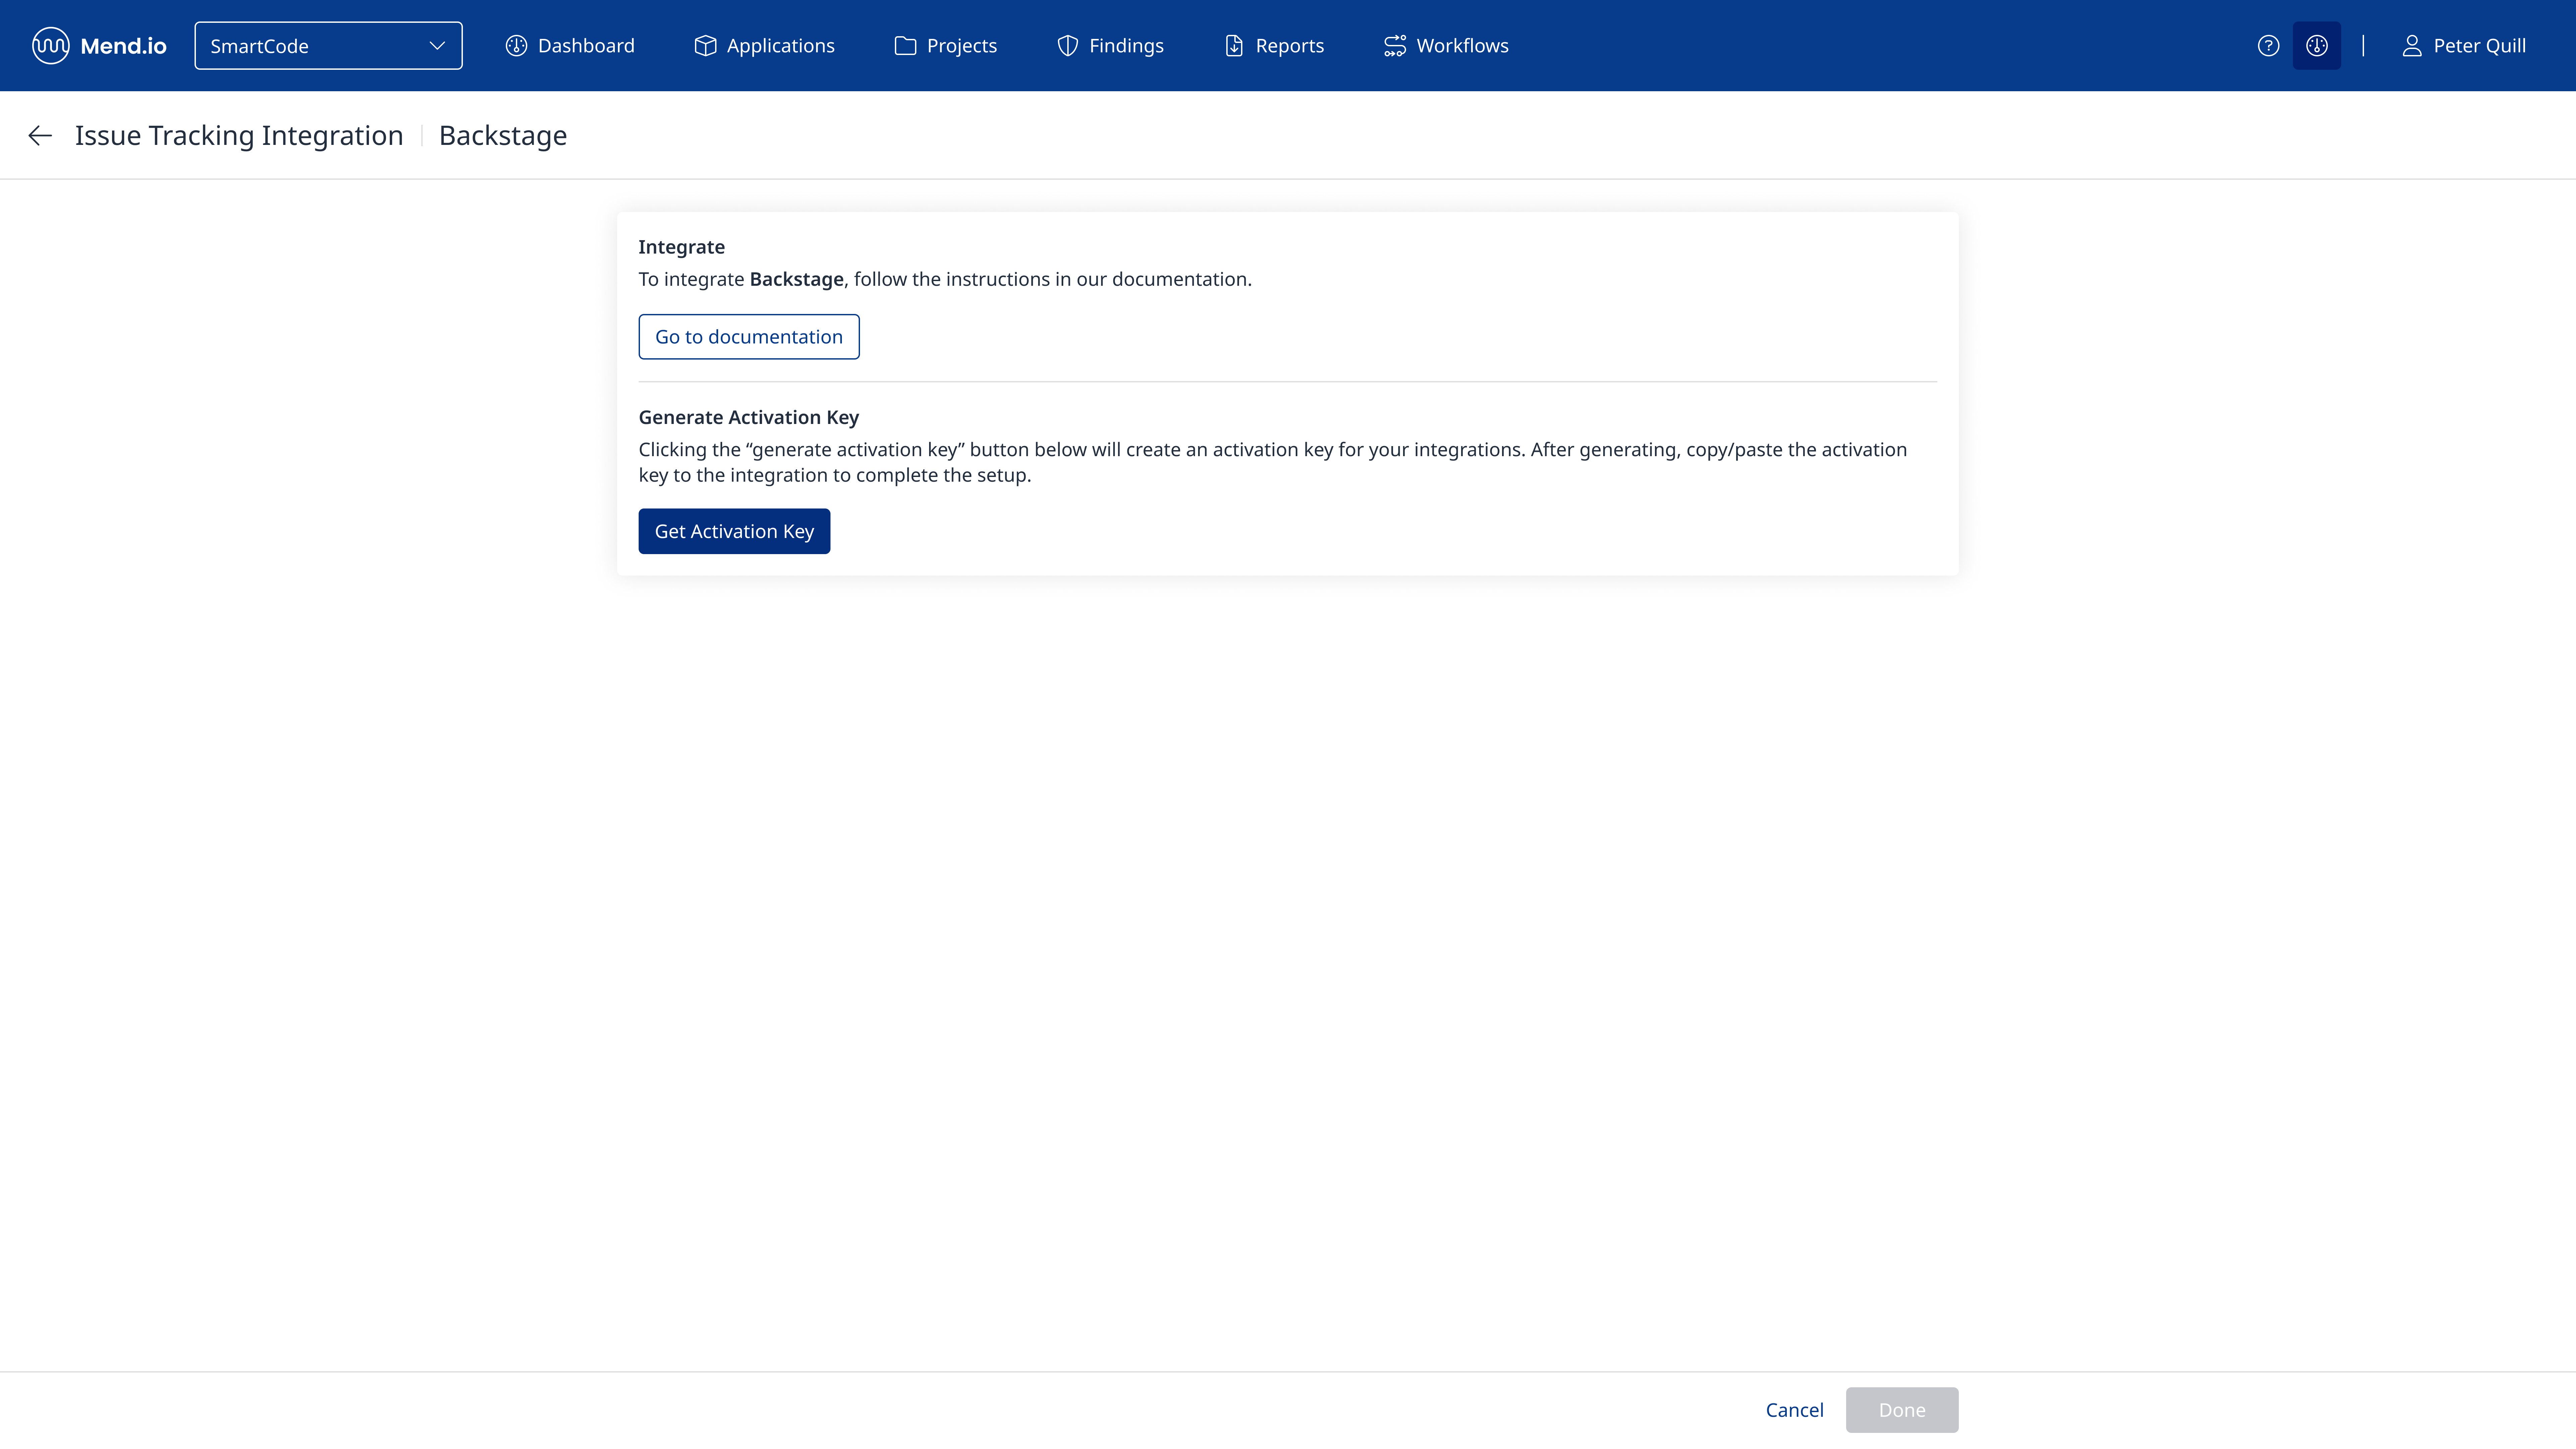 Mend.io
SmartCode
Dashboard
Applications
Projects
Findings
Reports
Workflows
Peter Quill
Issue Tracking Integration
Backstage
Integrate
To integrate Backstage, follow the instructions in our documentation.
Go to documentation
Generate Activation Key
Clicking the “generate activation key” button below will create an activation key for your integrations. After generating, copy/paste the activation
key to the integration to complete the setup.
Get Activation Key
Cancel
Done